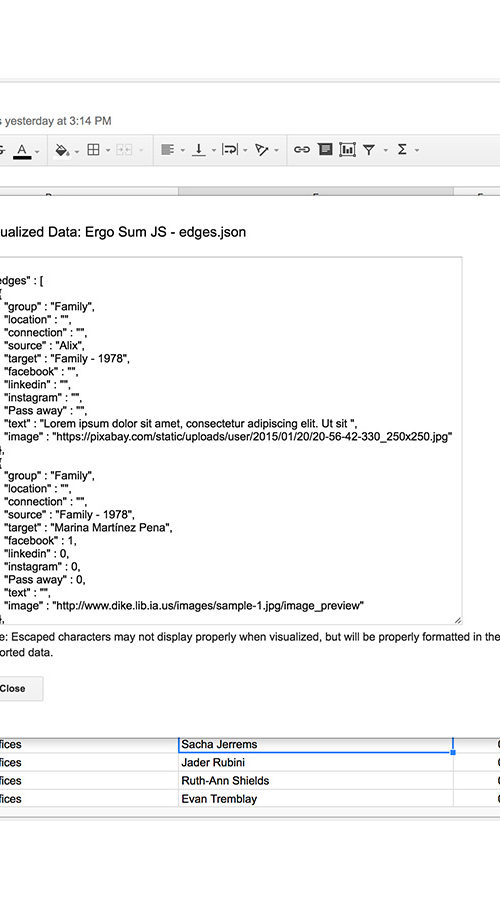 s yesterday at 3:14 PM
A
Σ
ualized Data: Ergo Sum JS - edges.json
edges" : [
{
"group" : "Family",
"location" : "",
"connection" : "",
"source" : "Alix",
"target" : "Family - 1978",
"facebook" : "",
"linkedin" : "",
"instagram" : "",
"Pass away" : "",
"text" : "Lorem ipsum dolor sit amet, consectetur adipiscing elit. Ut sit ",
"image" : "https://pixabay.com/static/uploads/user/2015/01/20/20-56-42-330_250x250.jpg"
},
{
"group" : "Family",
"location" : "",
"connection" : "",
"source" : "Family - 1978",
"target" : "Marina Martínez Pena",
"facebook" : 1,
"linkedin" : 0,
"instagram" : 0,
"Pass away" : 0,
"text" : "",
"image" : "http://www.dike.lib.ia.us/images/sample-1.jpg/image_preview"
},
e: Escaped characters may not display properly when visualized, but will be properly formatted in the
orted data.
Close
fices Sacha Jerrems
fices Jader Rubini
fices Ruth-Ann Shields
fices Evan Tremblay